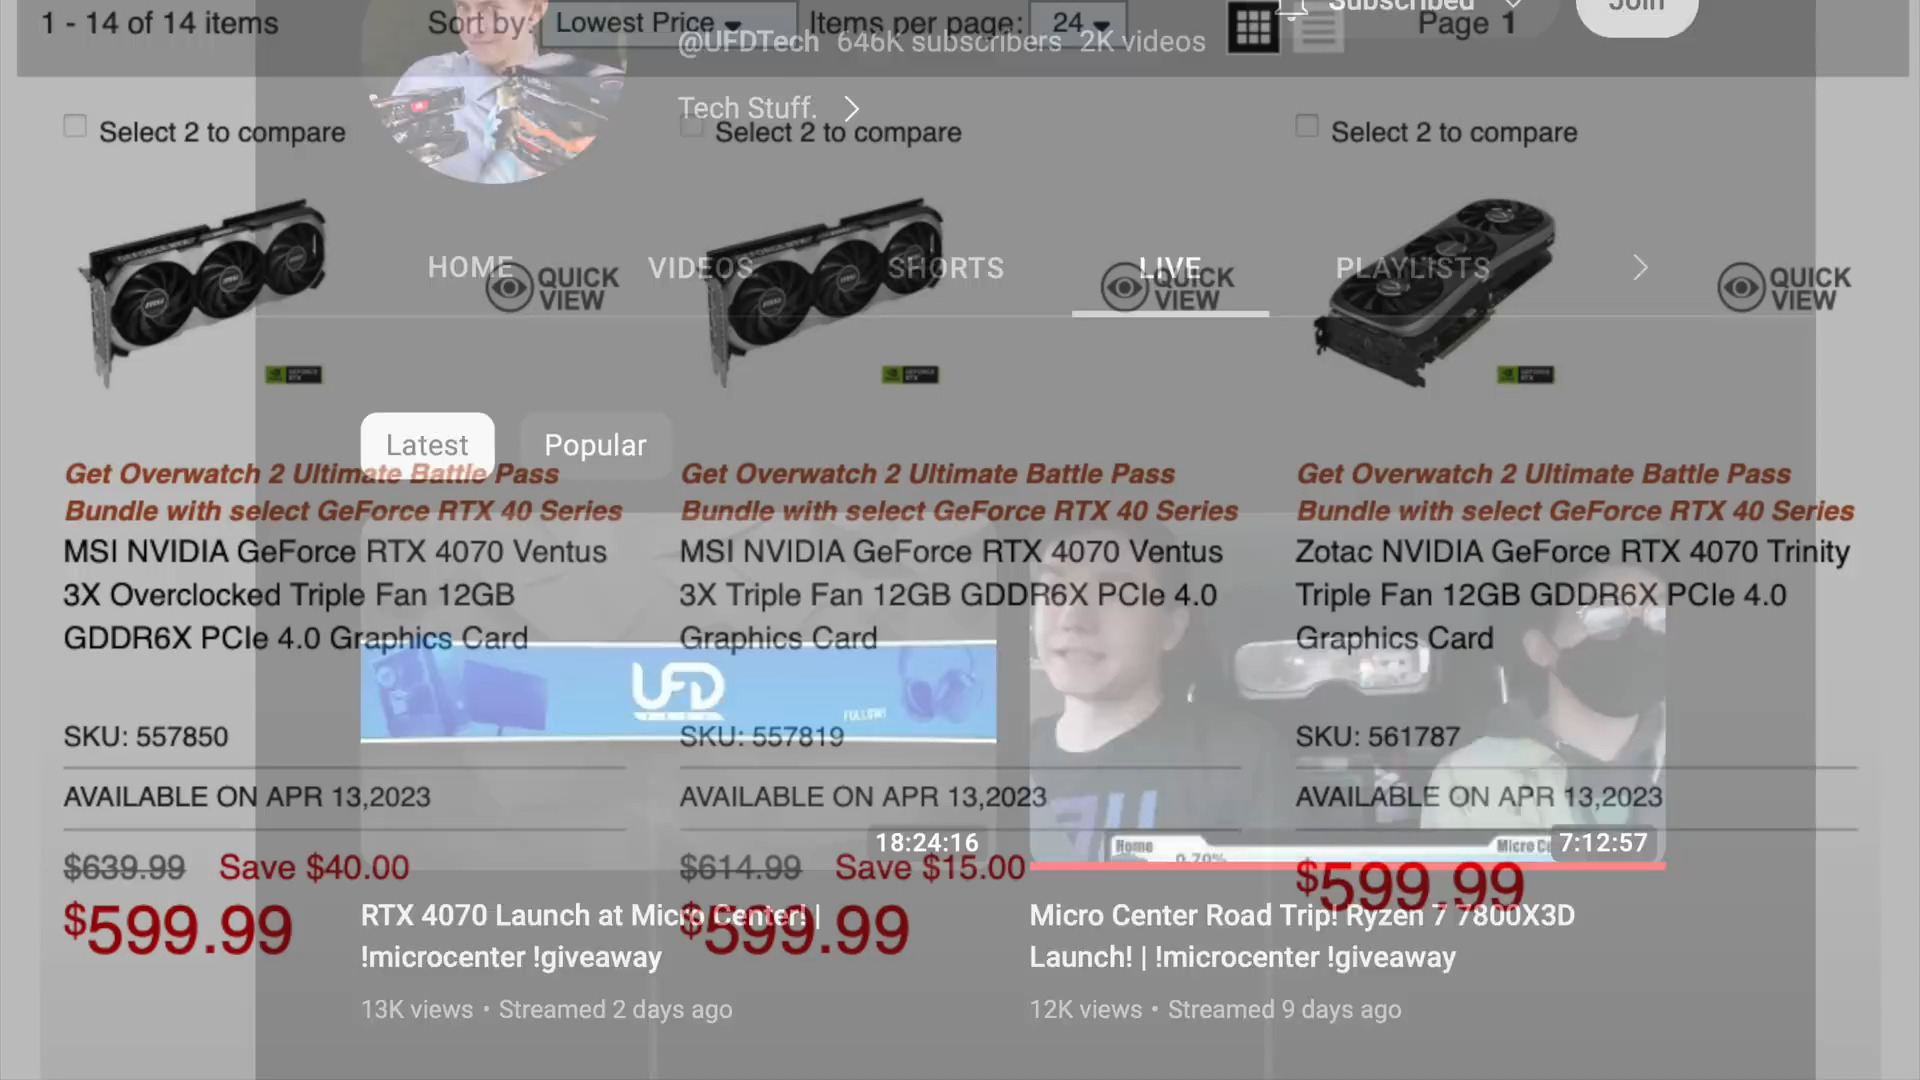 1 - 14 of 14 items
Sort by:
Lowest Price
Items per page:
24
Page 1
Subscribed
Join
@UFDTech 646K subscribers 2K videos
Tech Stuff.
Select 2 to compare
Select 2 to compare
Select 2 to compare
HOME
VIDEOS
SHORTS
LIVE
PLAYLISTS
QUICK
VIEW
QUICK
VIEW
QUICK
VIEW
Latest
Popular
Get Overwatch 2 Ultimate Battle Pass
Bundle with select GeForce RTX 40 Series
MSI NVIDIA GeForce RTX 4070 Ventus
3X Overclocked Triple Fan 12GB
GDDR6X PCIe 4.0 Graphics Card
SKU: 557850
AVAILABLE ON APR 13,2023
$639.99 Save $40.00
$599.99
Get Overwatch 2 Ultimate Battle Pass
Bundle with select GeForce RTX 40 Series
MSI NVIDIA GeForce RTX 4070 Ventus
3X Triple Fan 12GB GDDR6X PCIe 4.0
Graphics Card
SKU: 557819
AVAILABLE ON APR 13,2023
$614.99 Save $15.00
$599.99
Get Overwatch 2 Ultimate Battle Pass
Bundle with select GeForce RTX 40 Series
Zotac NVIDIA GeForce RTX 4070 Trinity
Triple Fan 12GB GDDR6X PCIe 4.0
Graphics Card
SKU: 561787
AVAILABLE ON APR 13,2023
$599.99
UFD
TECH
FOLLOW!
18:24:16
RTX 4070 Launch at Micro Center! |
!microcenter !giveaway
13K views • Streamed 2 days ago
Home
0.70%
Micro Ce
7:12:57
Micro Center Road Trip! Ryzen 7 7800X3D
Launch! | !microcenter !giveaway
12K views • Streamed 9 days ago